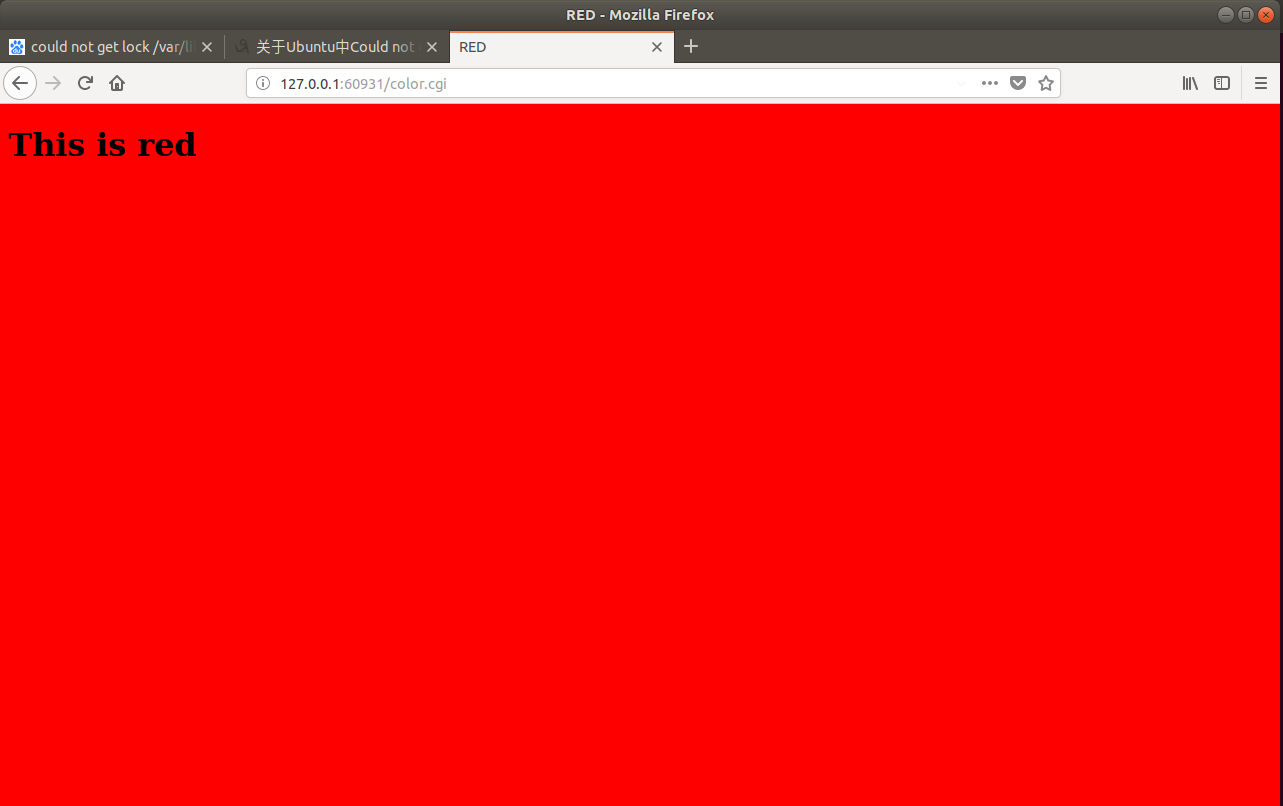 RED - Mozilla Firefox
could not get lock /var/li
关于Ubuntu中Could not
RED
127.0.0.1:60931/color.cgi
This is red